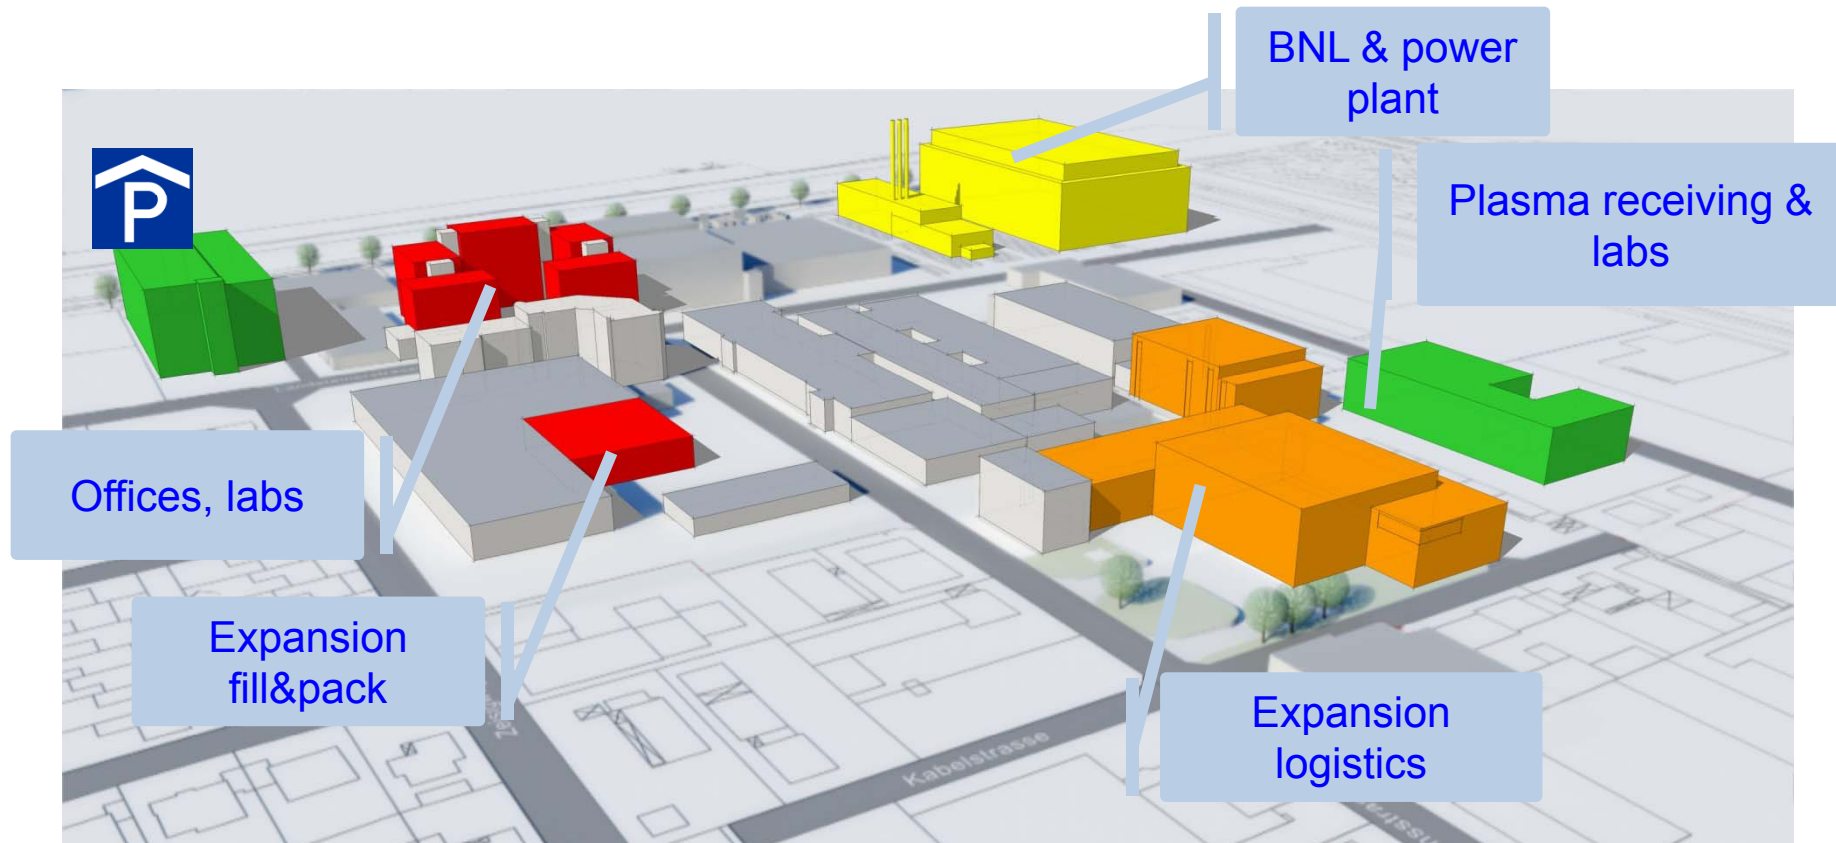 BNL & power
plant
P
Plasma receiving &
labs
Offices, labs
Expansion
fill&pack
Expansion
logistics
Kabelstrasse